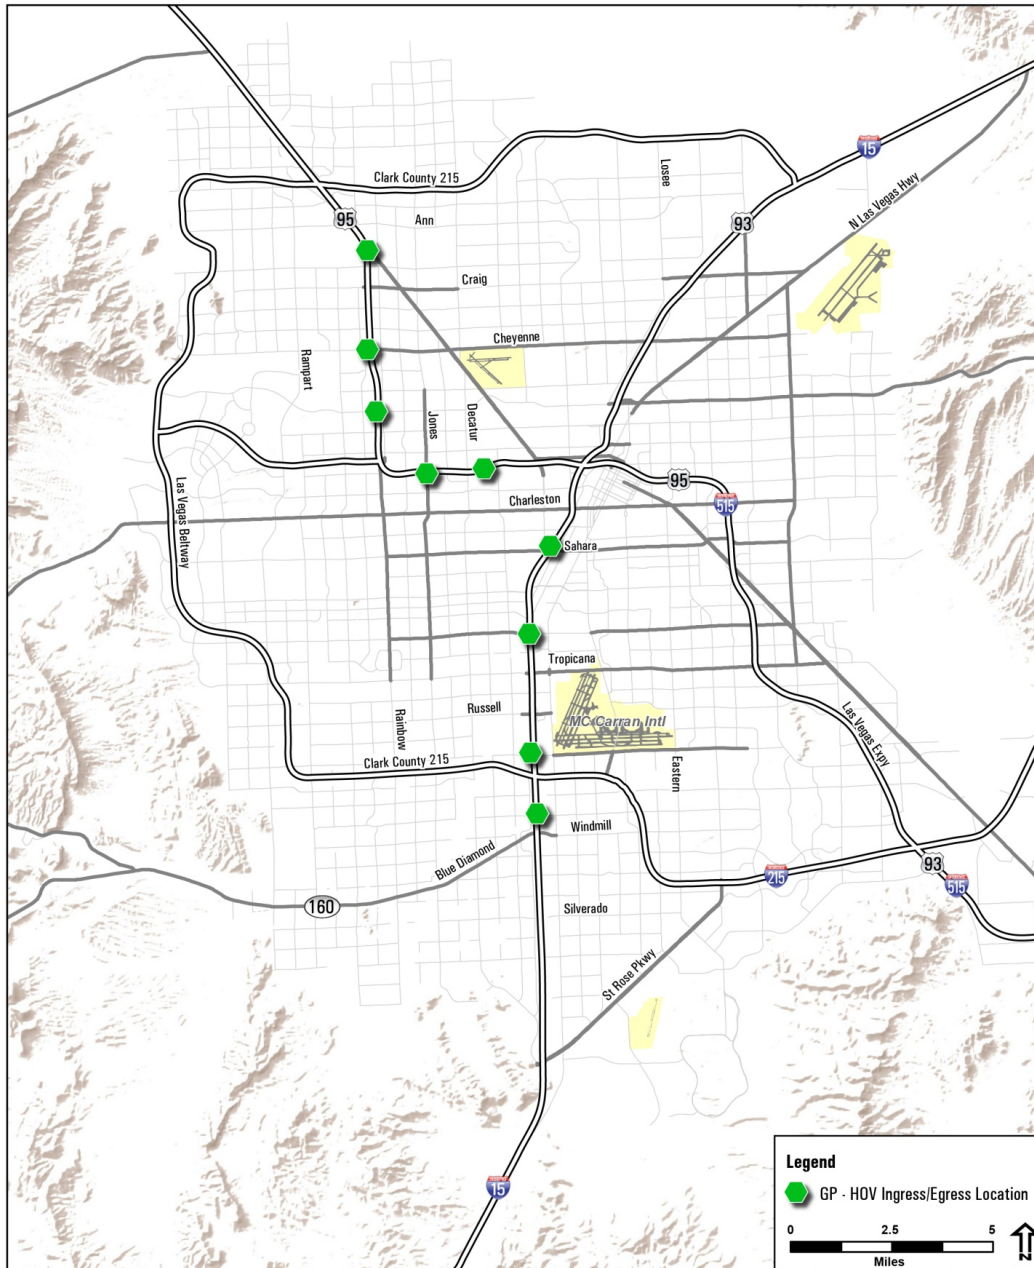 15
Losee
Clark County 215
N Las Vegas Hwy
95
Ann
93
Craig
Cheyenne
Rampart
Jones
Decatur
95
Las Vegas Beltway
Charleston
515
Sahara
Tropicana
Russell
MC Carran Intl
Rainbow
Las Vegas Expy
Clark County 215
Eastern
Windmill
Blue Diamond
93
215
515
160
Silverado
St Rose Pkwy
15
Legend
GP - HOV Ingress/Egress Location
0 2.5 5
Miles
N